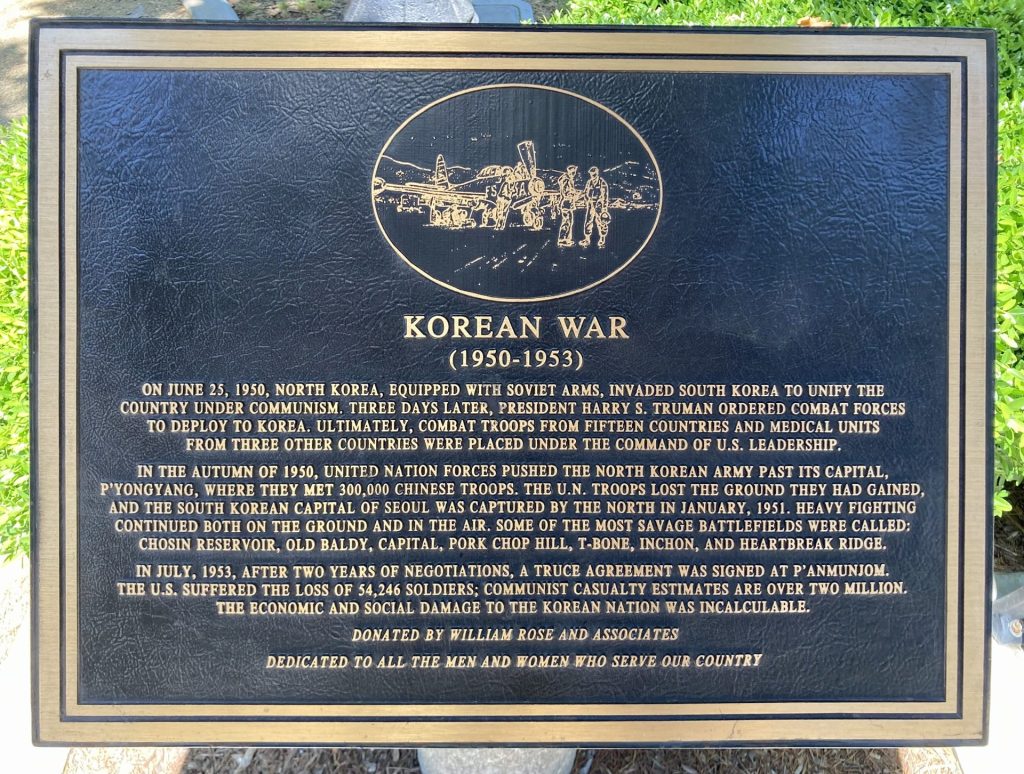 FS-454A
KOREAN WAR
(1950-1953)
ON JUNE 25, 1950, NORTH KOREA, EQUIPPED WITH SOVIET ARMS, INVADED SOUTH KOREA TO UNIFY THE
COUNTRY UNDER COMMUNISM. THREE DAYS LATER, PRESIDENT HARRY S. TRUMAN ORDERED COMBAT FORCES
TO DEPLOY TO KOREA. ULTIMATELY, COMBAT TROOPS FROM FIFTEEN COUNTRIES AND MEDICAL UNITS
FROM THREE OTHER COUNTRIES WERE PLACED UNDER THE COMMAND OF U.S. LEADERSHIP.
IN THE AUTUMN OF 1950, UNITED NATION FORCES PUSHED THE NORTH KOREAN ARMY PAST ITS CAPITAL,
P'YONGYANG, WHERE THEY MET 300,000 CHINESE TROOPS. THE U.N. TROOPS LOST THE GROUND THEY HAD GAINED,
AND THE SOUTH KOREAN CAPITAL OF SEOUL WAS CAPTURED BY THE NORTH IN JANUARY, 1951. HEAVY FIGHTING
CONTINUED BOTH ON THE GROUND AND IN THE AIR. SOME OF THE MOST SAVAGE BATTLEFIELDS WERE CALLED:
CHOSIN RESERVOIR, OLD BALDY, CAPITAL, PORK CHOP HILL, T-BONE, INCHON, AND HEARTBREAK RIDGE.
IN JULY, 1953, AFTER TWO YEARS OF NEGOTIATIONS, A TRUCE AGREEMENT WAS SIGNED AT P'ANMUNJOM.
THE U.S. SUFFERED THE LOSS OF 54,246 SOLDIERS; COMMUNIST CASUALTY ESTIMATES ARE OVER TWO MILLION.
THE ECONOMIC AND SOCIAL DAMAGE TO THE KOREAN NATION WAS INCALCULABLE.
DONATED BY WILLIAM ROSE AND ASSOCIATES
DEDICATED TO ALL THE MEN AND WOMEN WHO SERVE OUR COUNTRY